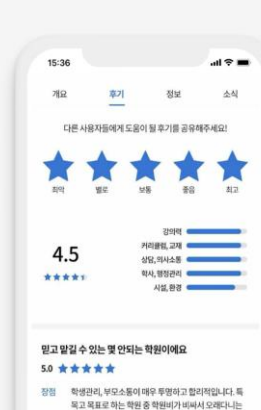 15:36
개요 후기 정보 소식
다른 사용자들에게 도움이 될 후기를 공유해주세요!
최악 별로 보통 좋음 최고
4.5
강의력
커리큘럼, 교재
상담, 의사소통
학사, 행정관리
시설, 환경
믿고 맡길 수 있는 몇 안되는 학원이에요
5.0
장점 학생관리, 부모소통이 매우 투명하고 합리적입니다. 특
목고 목표로 하는 학원 중 학원비가 비싸서 오래다니는